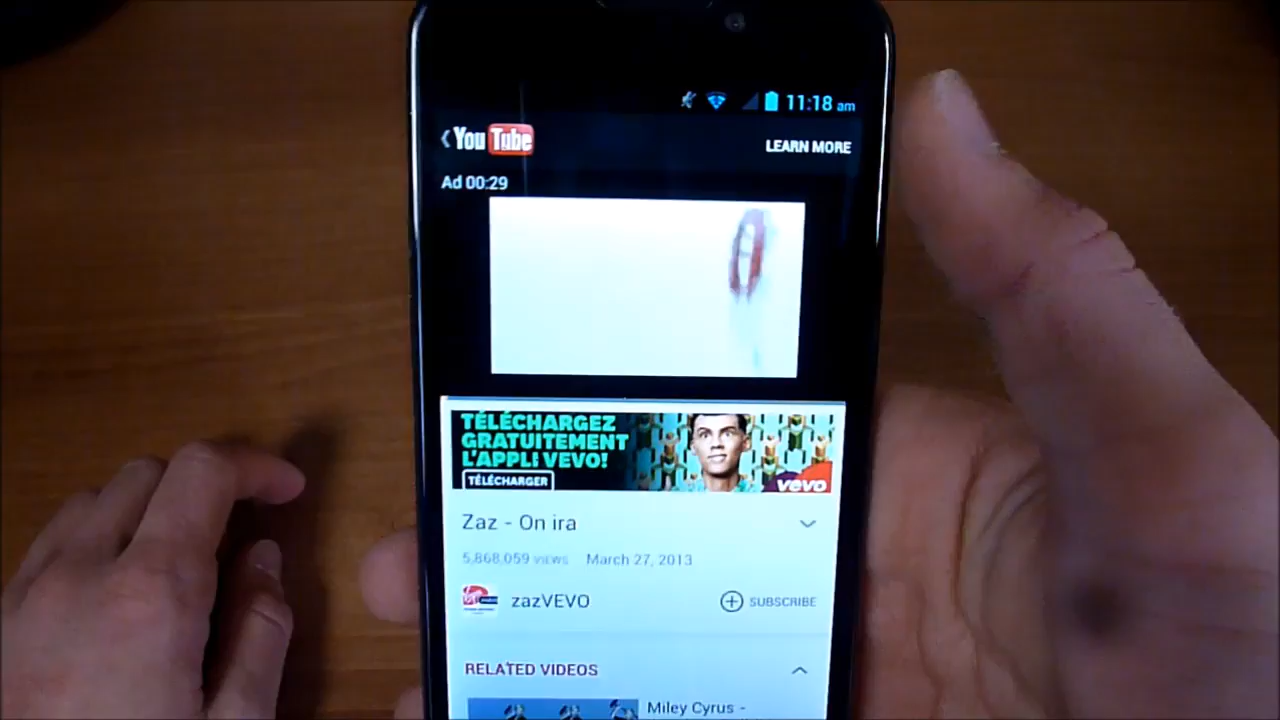 11:18 am
YouTube
LEARN MORE
Ad 00:29
TÉLÉCHARGEZ
GRATUITEMENT
L'APPLI VEVO!
TÉLÉCHARGER
vevo
Zaz - On ira
5,868,059 VIEWS March 27, 2013
zazVEVO
SUBSCRIBE
RELATED VIDEOS
Miley Cyrus -